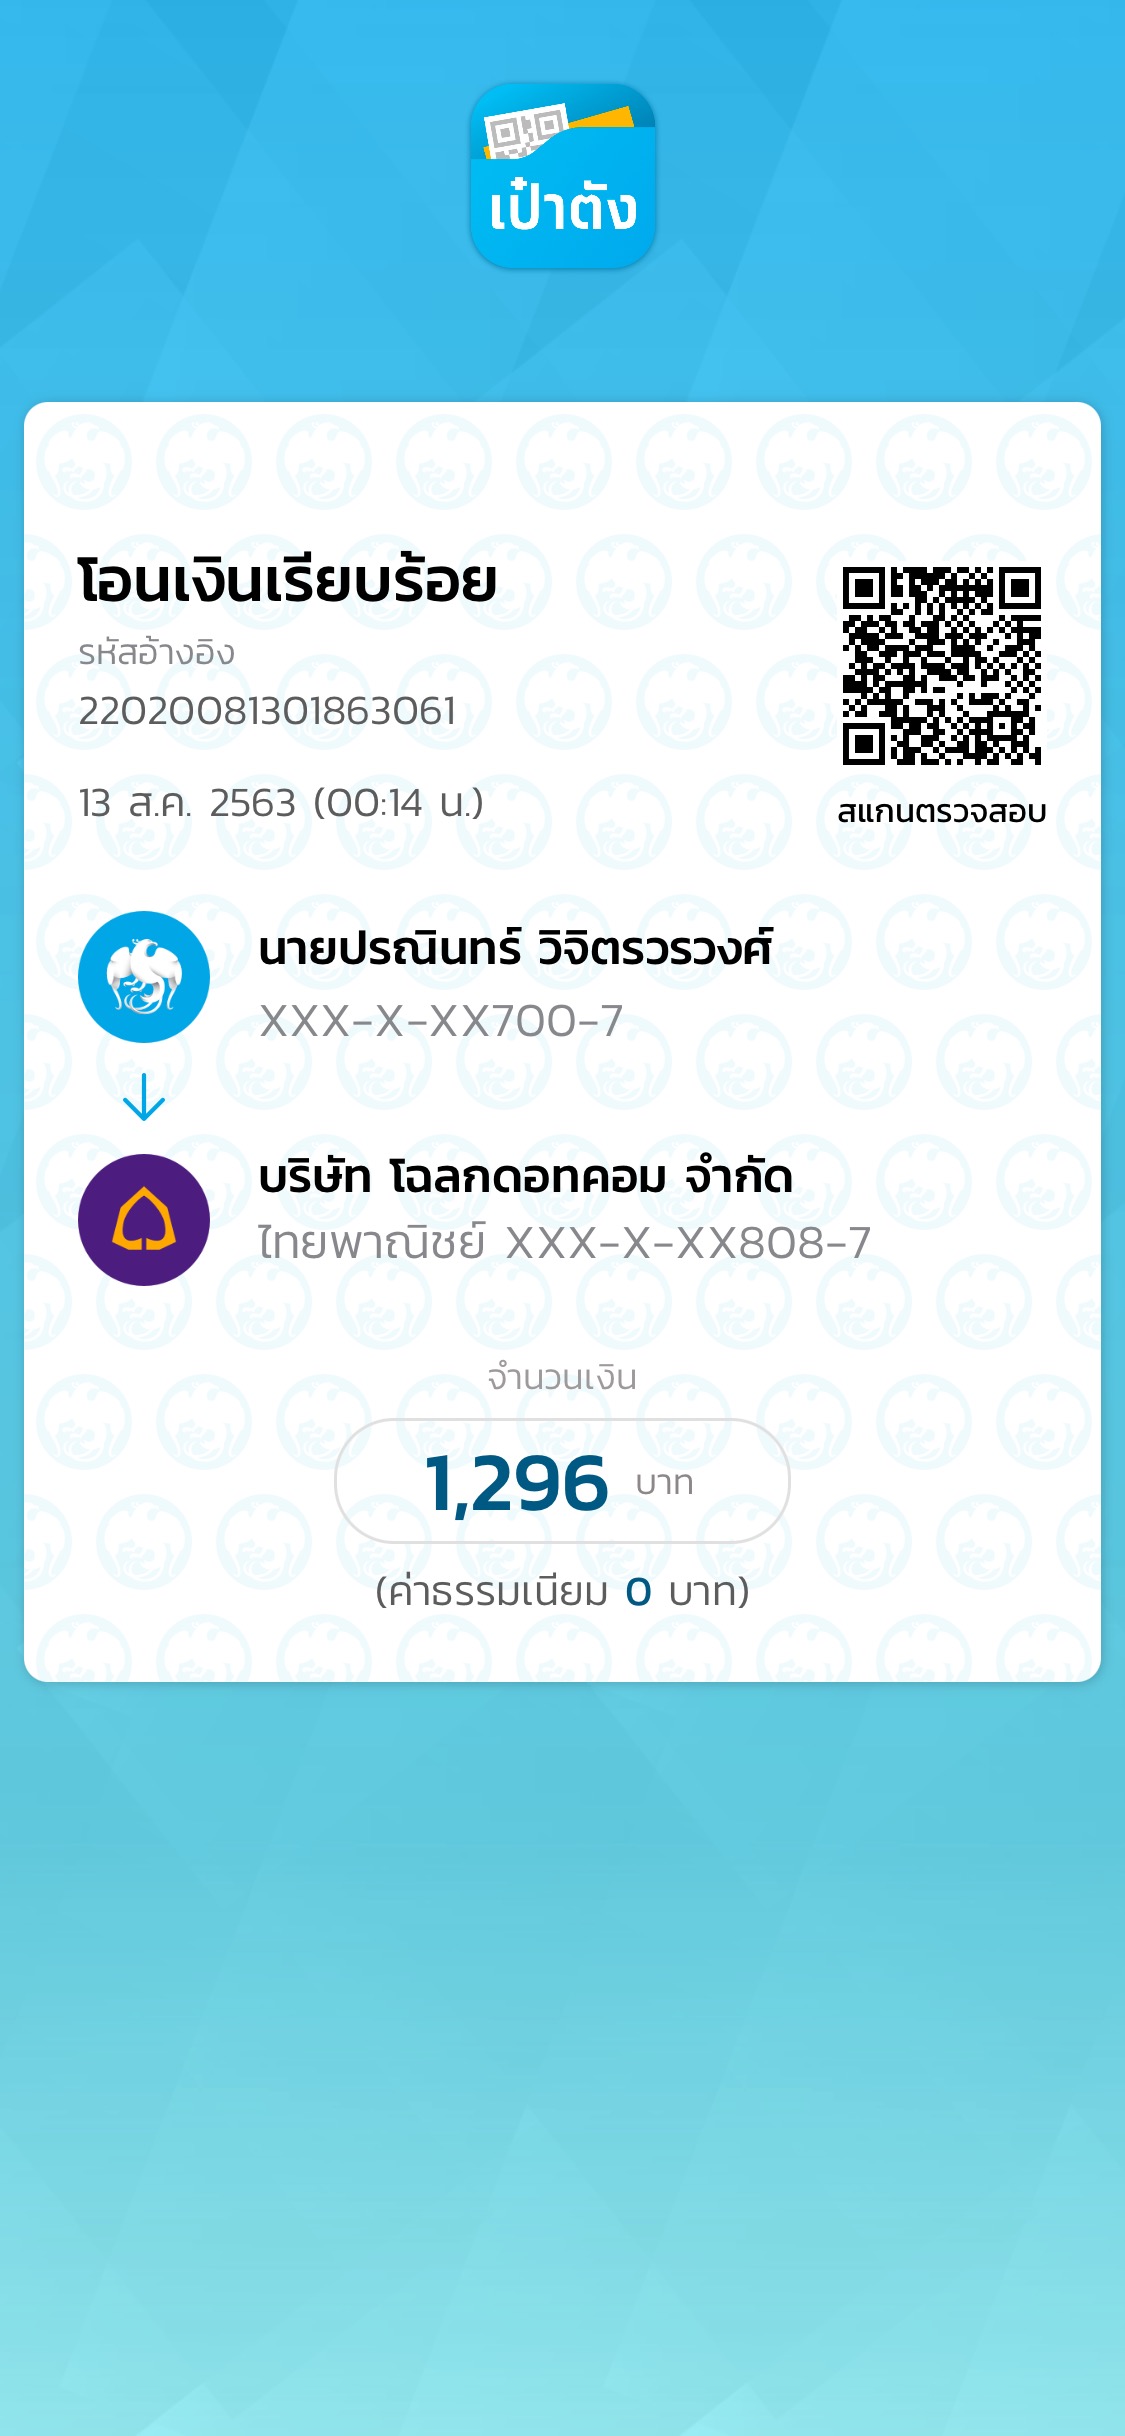 เป๋าตัง
โอนเงินเรียบร้อย
รหัสอ้างอิง
22020081301863061
13 ส.ค. 2563 (00:14 น.)
สแกนตรวจสอบ
นายปรณินทร์ วิจิตรวรวงศ์
XXX-X-XX700-7
บริษัท โฉลกดอทคอม จำกัด
ไทยพาณิชย์ XXX-X-XX808-7
จำนวนเงิน
1,296 บาท
(ค่าธรรมเนียม 0 บาท)